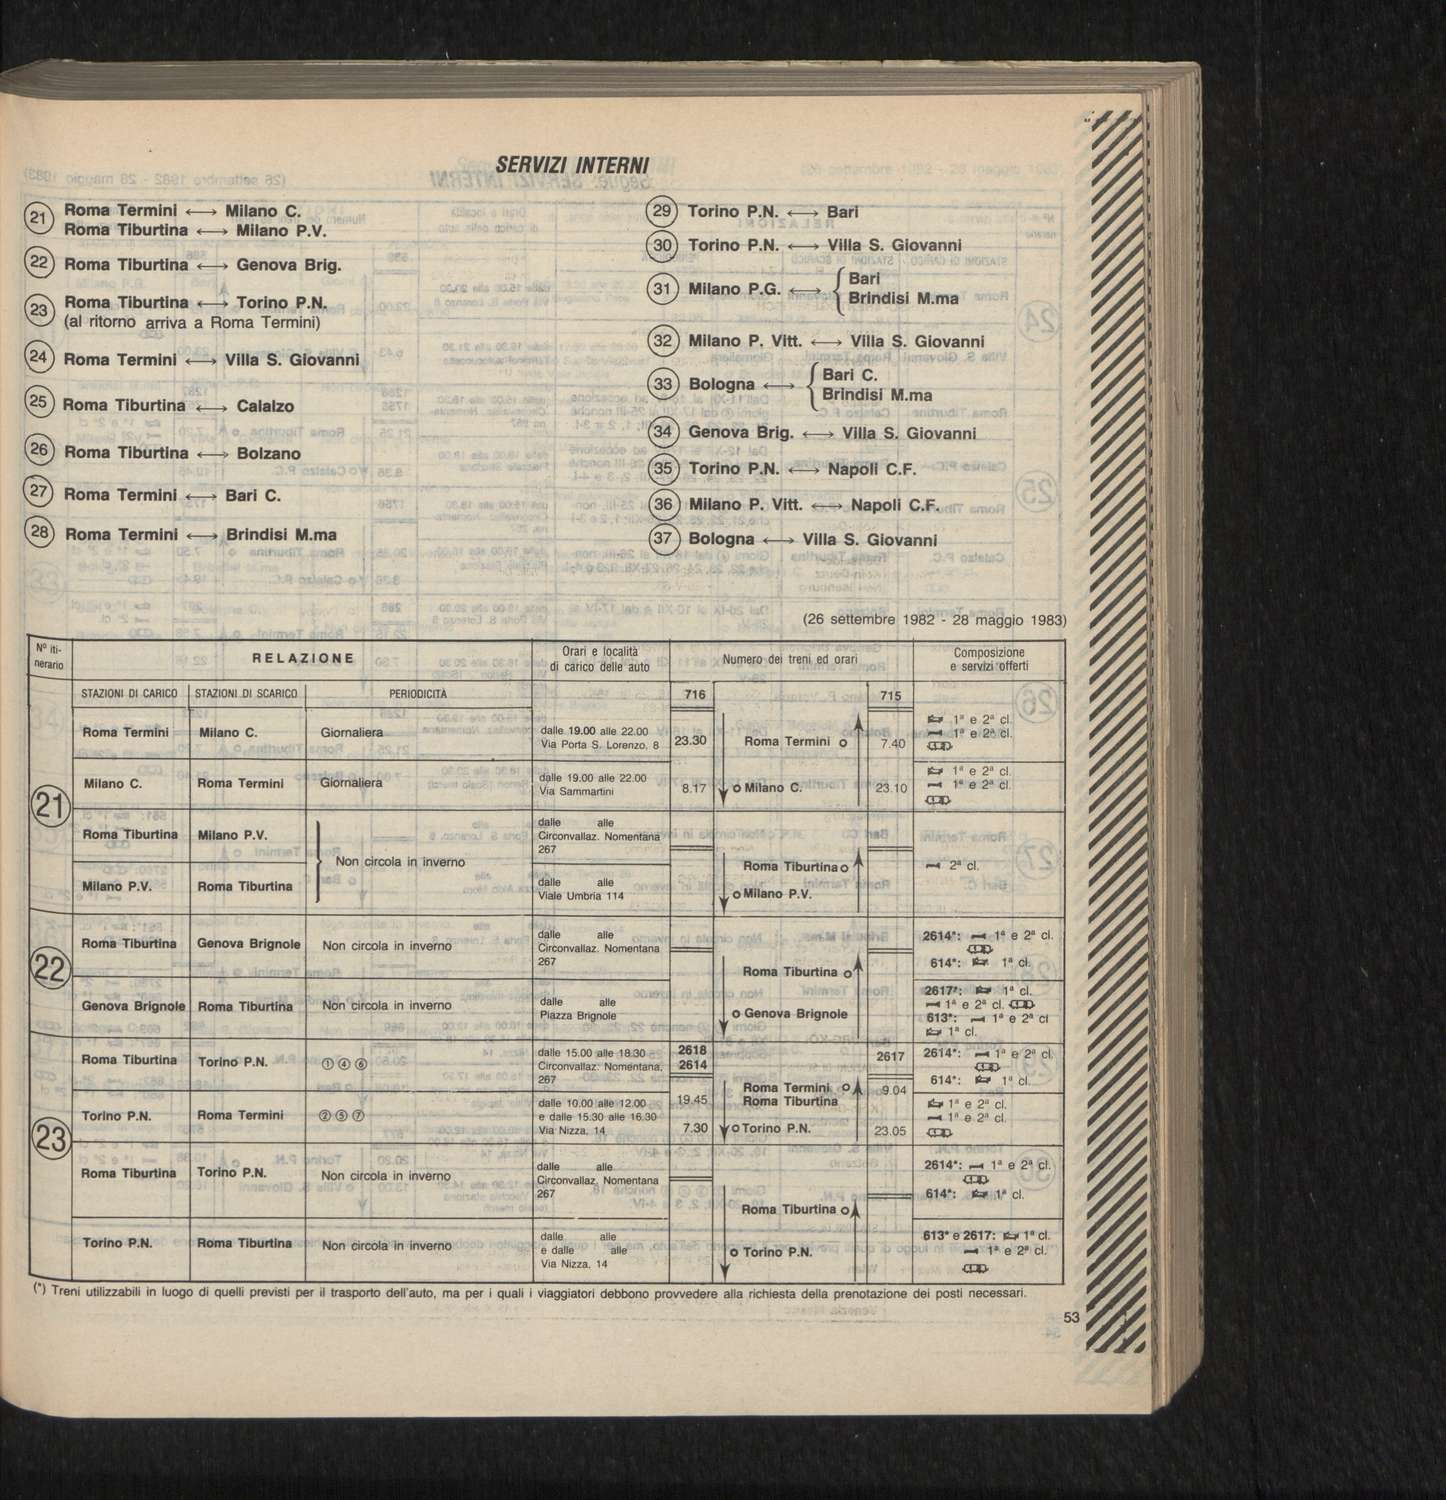 SERVIZI INTERNI
21 Roma Termini ⟷ Milano C.
Roma Tiburtina ⟷ Milano P.V.
22 Roma Tiburtina ⟷ Genova Brig.
23 Roma Tiburtina ⟷ Torino P.N.
(al ritorno arriva a Roma Termini)
24 Roma Termini ⟷ Villa S. Giovanni
25 Roma Tiburtina ⟷ Calalzo
26 Roma Tiburtina ⟷ Bolzano
27 Roma Termini ⟷ Bari C.
28 Roma Termini ⟷ Brindisi M.ma
29 Torino P.N. ⟷ Bari
30 Torino P.N. ⟷ Villa S. Giovanni
31 Milano P.G. ⟷ { Bari
Brindisi M.ma
32 Milano P. Vitt. ⟷ Villa S. Giovanni
33 Bologna ⟷ { Bari C.
Brindisi M.ma
34 Genova Brig. ⟷ Villa S. Giovanni
35 Torino P.N. ⟷ Napoli C.F.
36 Milano P. Vitt. ⟷ Napoli C.F.
37 Bologna ⟷ Villa S. Giovanni
(26 settembre 1982 - 28 maggio 1983)
N° iti-
nerario
RELAZIONE
Orari e località
di carico delle auto
Numero dei treni ed orari
Composizione
e servizi offerti
STAZIONI DI CARICO STAZIONI DI SCARICO PERIODICITÀ
716 715
21
Roma Termini Milano C. Giornaliera
dalle 19.00 alle 22.00
Via Porta S. Lorenzo, 8
23.30 Roma Termini 7.40
1ª e 2ª cl.
1ª e 2ª cl.
Milano C. Roma Termini Giornaliera
dalle 19.00 alle 22.00
Via Sammartini
8.17 Milano C. 23.10
1ª e 2ª cl.
1ª e 2ª cl.
Roma Tiburtina Milano P.V.
Non circola in inverno
dalle alle
Circonvallaz. Nomentana
267
Roma Tiburtina
2ª cl.
Milano P.V. Roma Tiburtina
dalle alle
Viale Umbria 114
Milano P.V.
22
Roma Tiburtina Genova Brignole Non circola in inverno
dalle alle
Circonvallaz. Nomentana
267
Roma Tiburtina
2614*: 1ª e 2ª cl.
614*: 1ª cl.
Genova Brignole Roma Tiburtina Non circola in inverno
dalle alle
Piazza Brignole
Genova Brignole
2617*: 1ª cl.
1ª e 2ª cl.
613*: 1ª e 2ª cl
1ª cl.
23
Roma Tiburtina Torino P.N. ① ④ ⑥
dalle 15.00 alle 18.30
Circonvallaz. Nomentana,
267
2618
2614
2617
2614*: 1ª e 2ª cl.
614*: 1ª cl.
19.45 Roma Termini 9.04
Roma Tiburtina
Torino P.N. Roma Termini ② ⑤ ⑦
dalle 10.00 alle 12.00
e dalle 15.30 alle 16.30
Via Nizza, 14
7.30 Torino P.N. 23.05
1ª e 2ª cl.
1ª e 2ª cl.
Roma Tiburtina Torino P.N. Non circola in inverno
dalle alle
Circonvallaz. Nomentana
267
Roma Tiburtina
2614*: 1ª e 2ª cl.
614*: 1ª cl.
Torino P.N. Roma Tiburtina Non circola in inverno
dalle alle
e dalle alle
Via Nizza, 14
Torino P.N.
613* e 2617: 1ª cl.
1ª e 2ª cl.
(*) Treni utilizzabili in luogo di quelli previsti per il trasporto dell'auto, ma per i quali i viaggiatori debbono provvedere alla richiesta della prenotazione dei posti necessari.
53